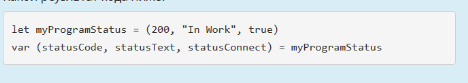 let myProgramStatus = (200, "In Work", true)
var (statusCode, statusText, statusConnect) = myProgramStatus